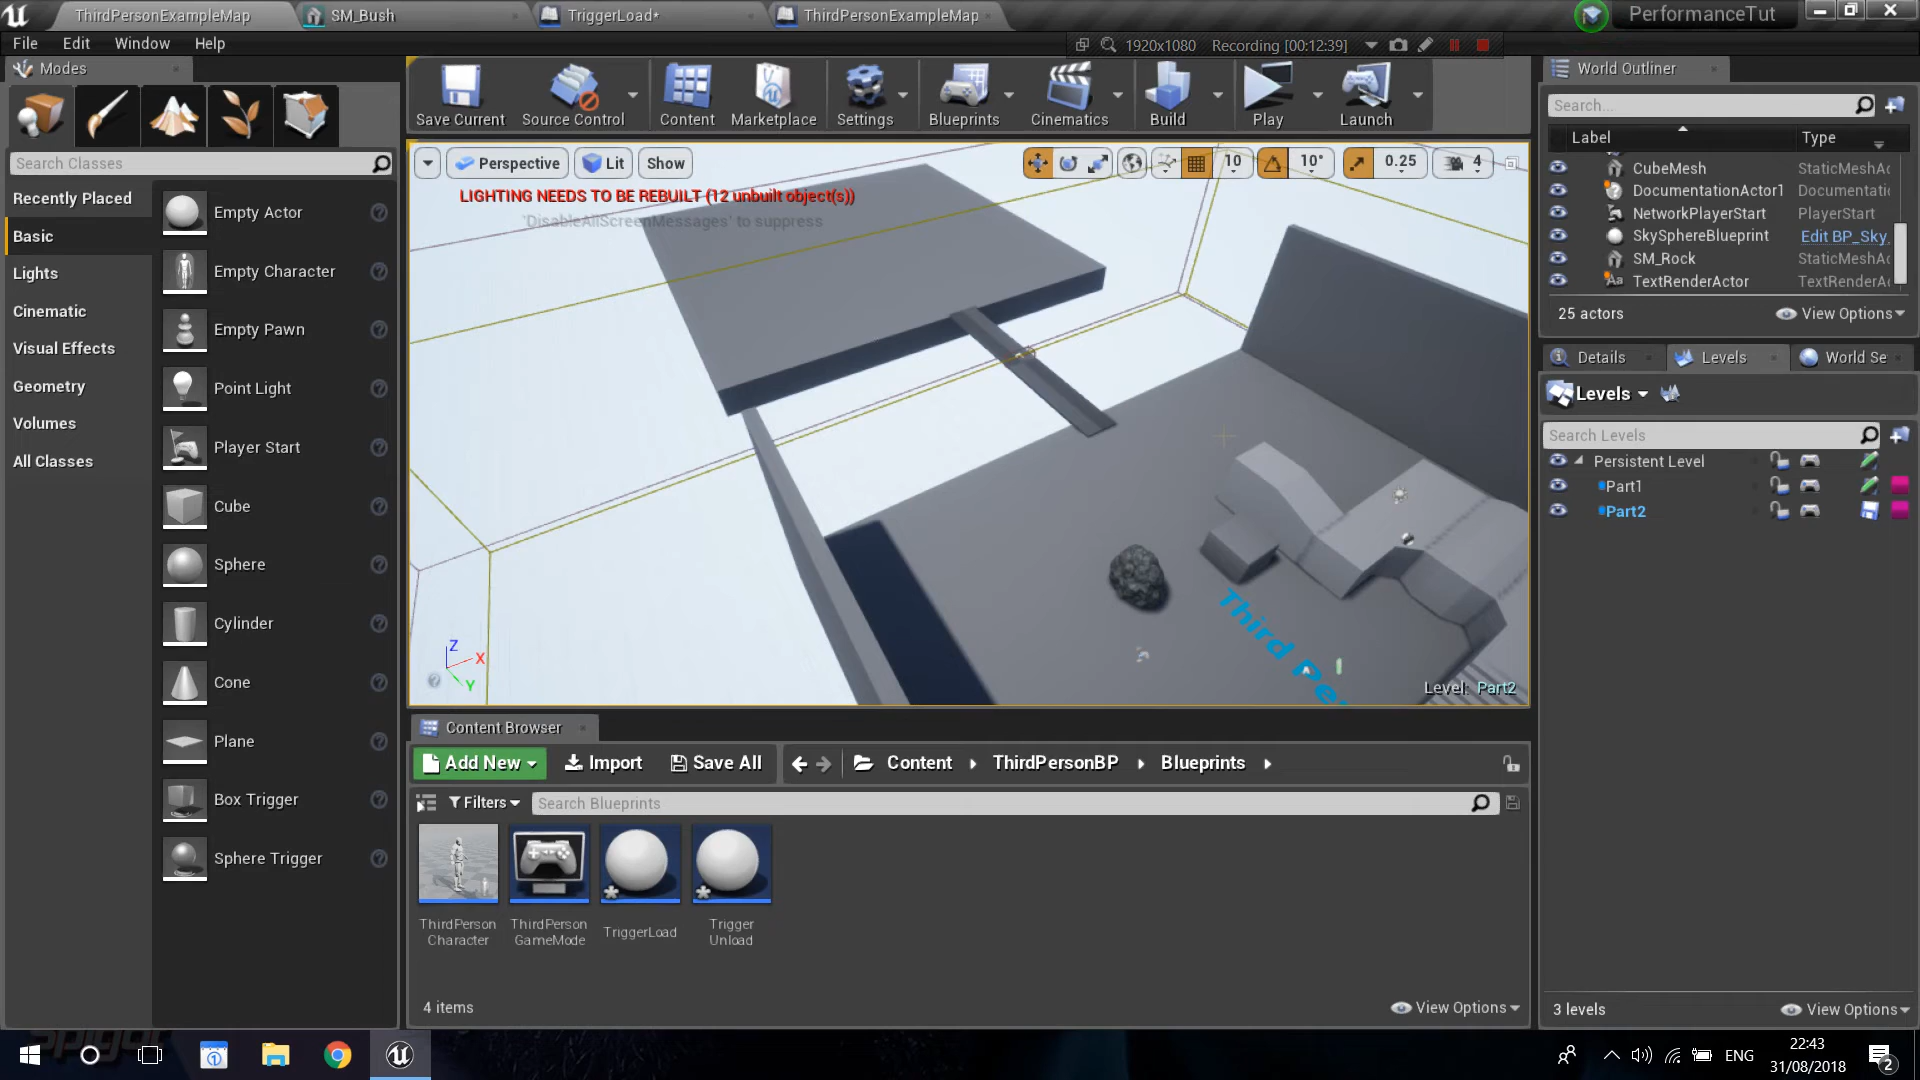 ThirdPersonExampleMap
SM_Bush
TriggerLoad*
ThirdPersonExampleMap
PerformanceTut
File Edit Window Help
1920x1080 Recording [00:12:39]
Modes
Search Classes
Recently Placed
Basic
Lights
Cinematic
Visual Effects
Geometry
Volumes
All Classes
Empty Actor
Empty Character
Empty Pawn
Point Light
Player Start
Cube
Sphere
Cylinder
Cone
Plane
Box Trigger
Sphere Trigger
Save Current Source Control Content Marketplace Settings Blueprints Cinematics Build Play Launch
Perspective Lit Show
10 10° 0.25 4
LIGHTING NEEDS TO BE REBUILT (12 unbuilt object(s))
'DisableAllScreenMessages' to suppress
Third Pe
Z
X
Y
Level: Part2
Content Browser
Add New Import Save All Content ThirdPersonBP Blueprints
Filters Search Blueprints
ThirdPerson
Character
ThirdPerson
GameMode
TriggerLoad
Trigger
Unload
4 items
View Options
World Outliner
Search...
Label Type
CubeMesh StaticMeshAc
DocumentationActor1 Documentatic
NetworkPlayerStart PlayerStart
SkySphereBlueprint Edit BP_Sky_
SM_Rock StaticMeshAc
TextRenderActor TextRenderAc
25 actors View Options
Details Levels World Se
Levels
Search Levels
Persistent Level
Part1
Part2
3 levels View Options
ENG
22:43
31/08/2018
2